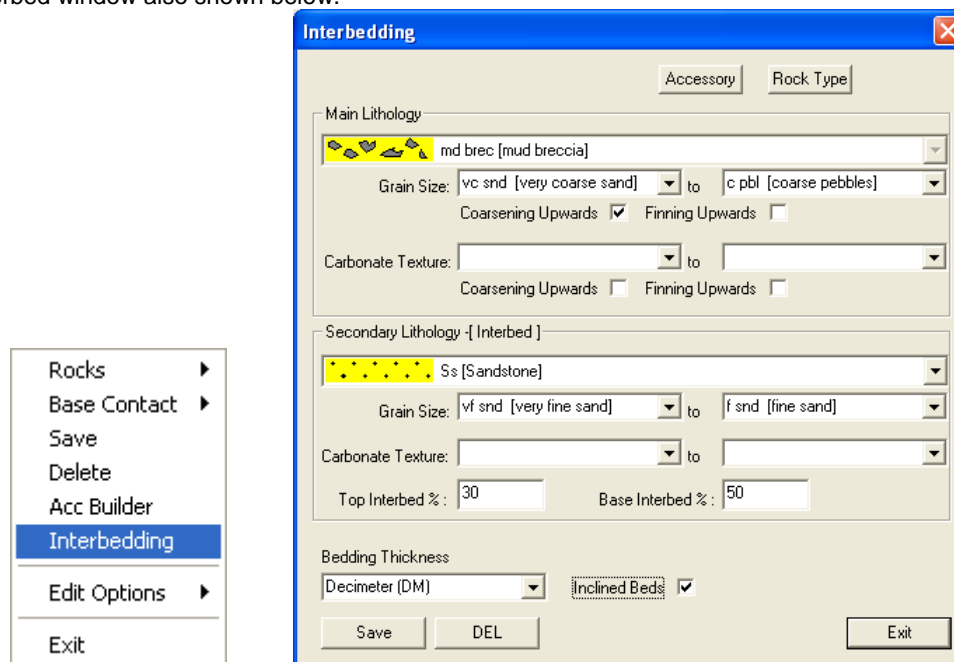 erbed window also shown below.
Interbedding
Accessory Rock Type
Main Lithology
md brec [mud breccia]
Grain Size: vc snd [very coarse sand] to c pbl [coarse pebbles]
Coarsening Upwards Finning Upwards
Carbonate Texture: to
Coarsening Upwards Finning Upwards
Secondary Lithology -[ Interbed ]
Ss [Sandstone]
Grain Size: vf snd [very fine sand] to f snd [fine sand]
Carbonate Texture: to
Top Interbed % : 30 Base Interbed % : 50
Bedding Thickness
Decimeter (DM) Inclined Beds
Save DEL Exit
Rocks
Base Contact
Save
Delete
Acc Builder
Interbedding
Edit Options
Exit